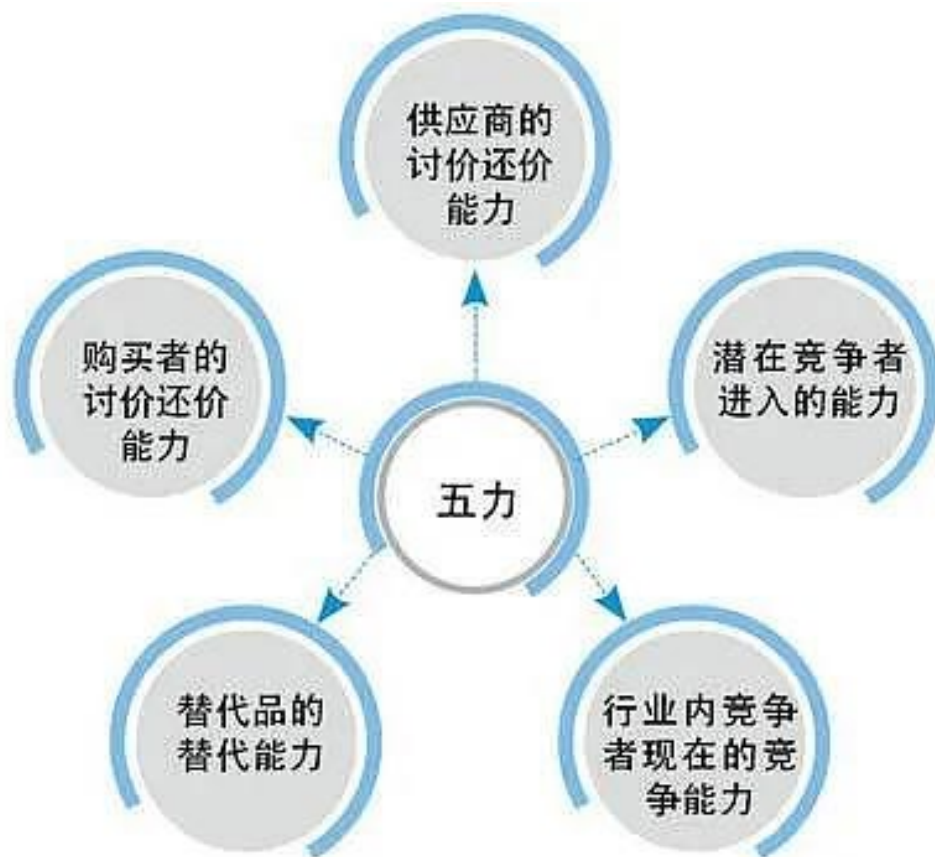 供应商的
讨价还价
能力
购买者的
讨价还价
能力
潜在竞争者
进入的能力
五力
替代品的
替代能力
行业内竞争
者现在的竞
争能力